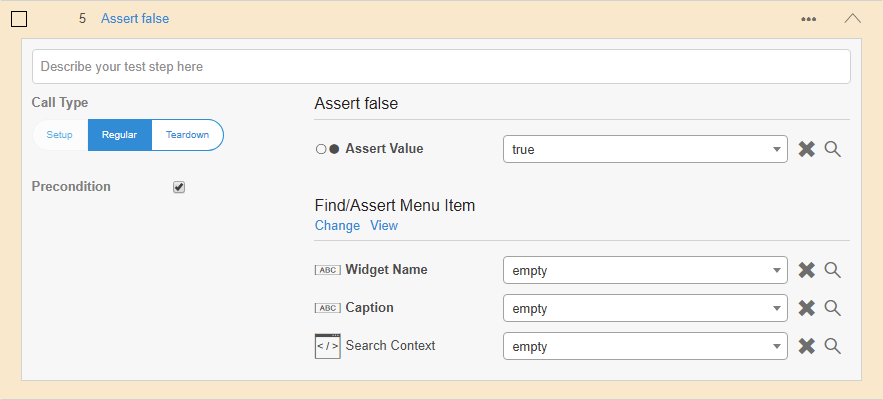 5 Assert false
Describe your test step here
Call Type
Setup Regular Teardown
Precondition
Assert false
Assert Value true
Find/Assert Menu Item
Change View
ABC Widget Name empty
ABC Caption empty
</> Search Context empty